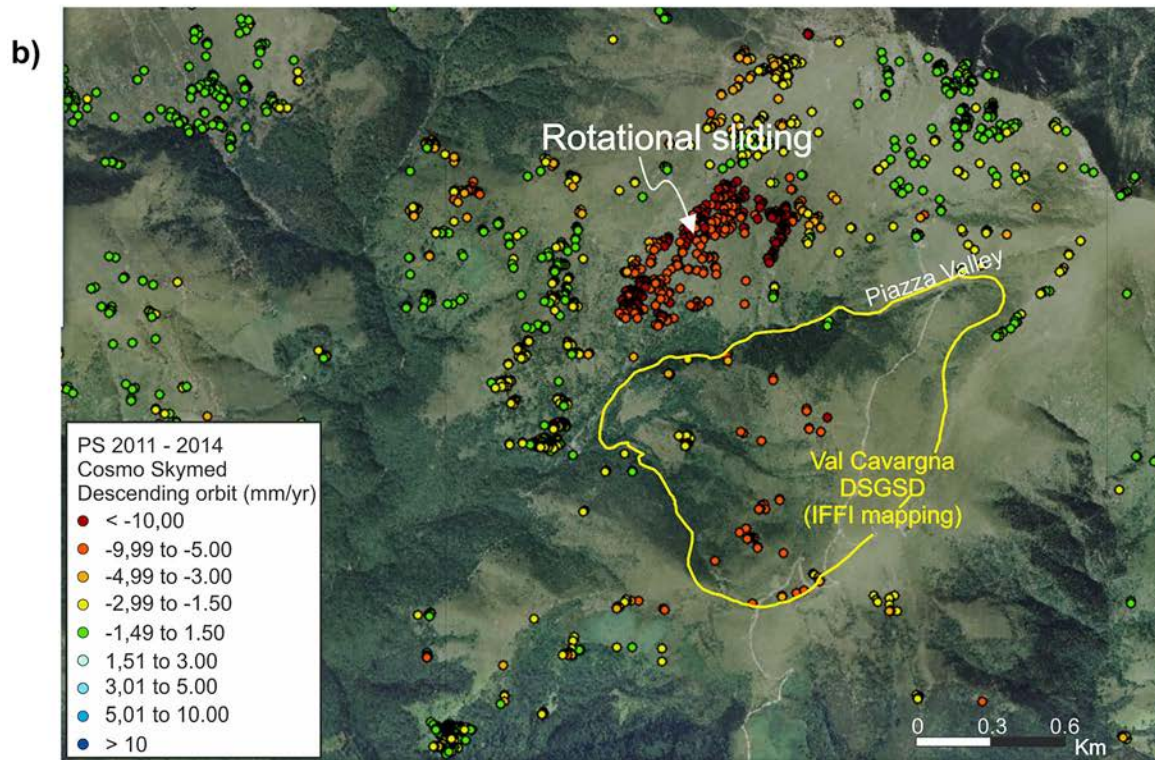 b)
Rotational sliding
Piazza Valley
Val Cavargna
DSGSD
(IFFI mapping)
PS 2011 - 2014
Cosmo Skymed
Descending orbit (mm/yr)
< -10,00
-9,99 to -5.00
-4,99 to -3.00
-2,99 to -1.50
-1,49 to 1.50
1,51 to 3.00
3,01 to 5.00
5,01 to 10.00
> 10
0 0.3 0.6
Km